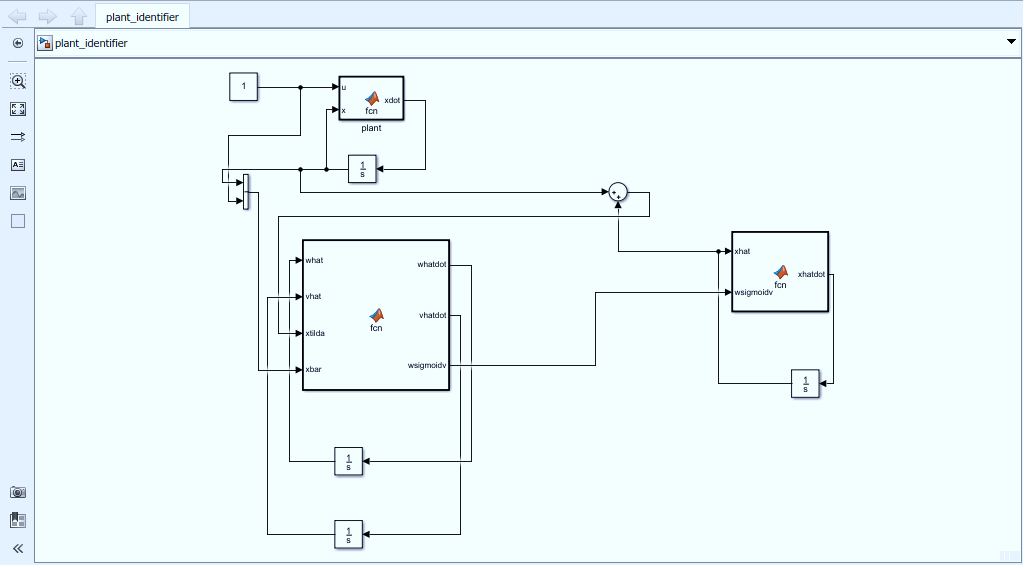 plant_identifier
plant_identifier
1
u
x
xdot
fcn
plant
1
s
+
+
what
vhat
xtilda
xbar
fcn
whatdot
vhatdot
wsigmoidv
xhat
wsigmoidv
fcn
xhatdot
1
s
1
s
1
s